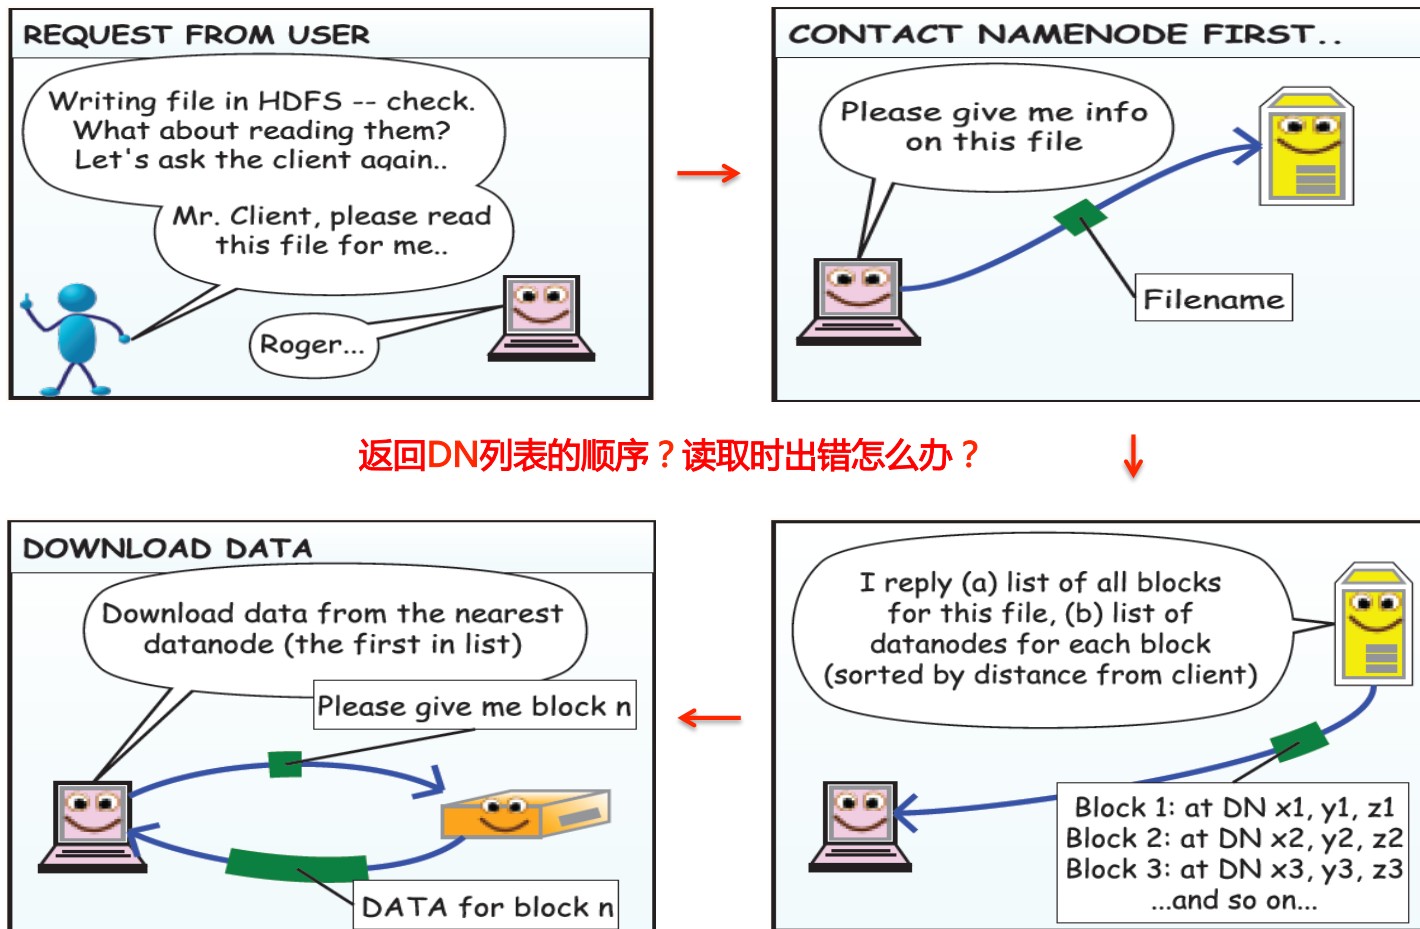 REQUEST FROM USER
Writing file in HDFS -- check.
What about reading them?
Let's ask the client again..
Mr. Client, please read
this file for me..
Roger...
CONTACT NAMENODE FIRST..
Please give me info
on this file
Filename
返回DN列表的顺序？读取时出错怎么办？
I reply (a) list of all blocks
for this file, (b) list of
datanodes for each block
(sorted by distance from client)
Block 1: at DN x1, y1, z1
Block 2: at DN x2, y2, z2
Block 3: at DN x3, y3, z3
...and so on...
DOWNLOAD DATA
Download data from the nearest
datanode (the first in list)
Please give me block n
DATA for block n